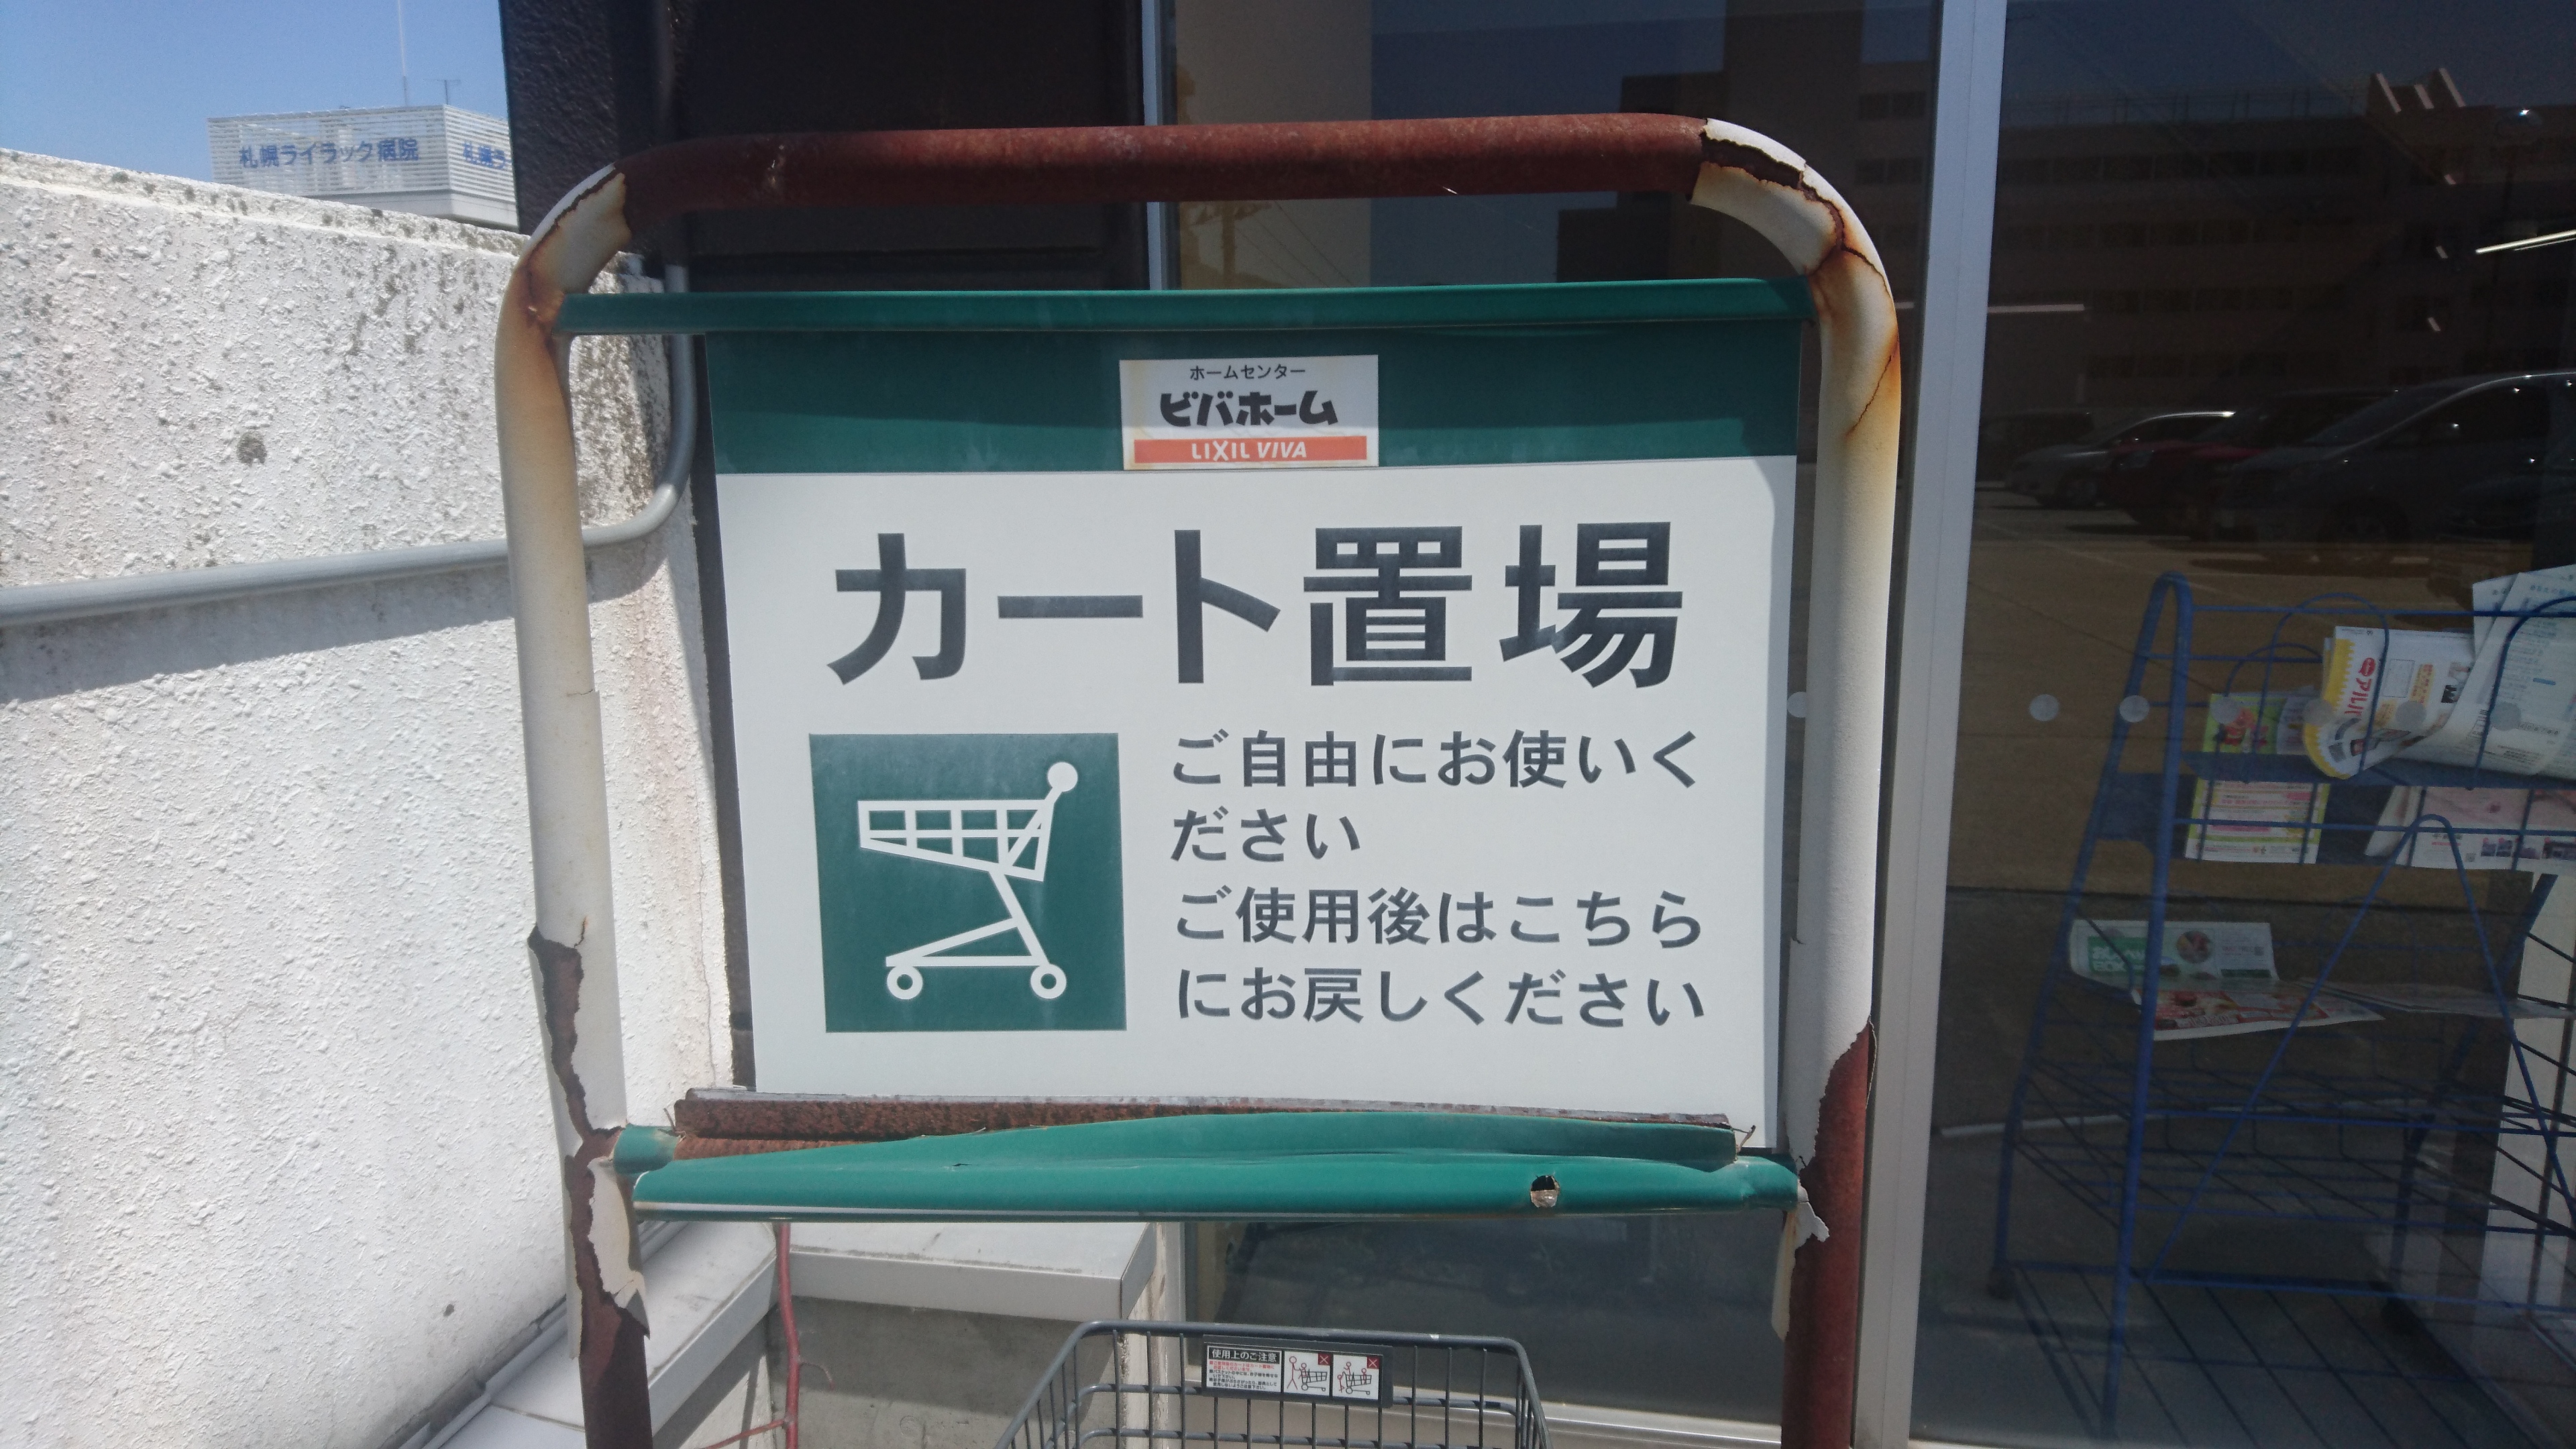 札幌ライラック病院
札幌ラ
ホームセンター
ビバホーム
LIXIL VIVA
カート置場
ご自由にお使いく
ださい
ご使用後はこちら
にお戻しください
使用上のご注意